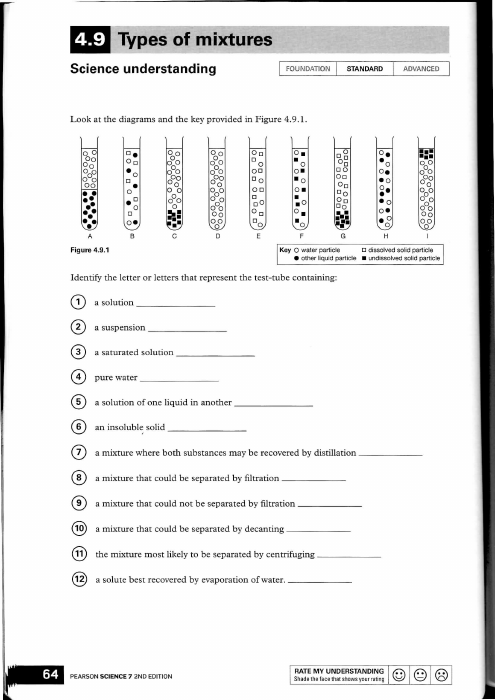 4.9 Types of mixtures
Science understanding
FOUNDATION STANDARD ADVANCED
Look at the diagrams and the key provided in Figure 4.9.1.
A B C D E F G H I
Figure 4.9.1
Key water particle dissolved solid particle
other liquid particle undissolved solid particle
Identify the letter or letters that represent the test-tube containing:
1 a solution
2 a suspension
3 a saturated solution
4 pure water
5 a solution of one liquid in another
6 an insoluble solid
7 a mixture where both substances may be recovered by distillation
8 a mixture that could be separated by filtration
9 a mixture that could not be separated by filtration
10 a mixture that could be separated by decanting
11 the mixture most likely to be separated by centrifuging
12 a solute best recovered by evaporation of water.
64 PEARSON SCIENCE 7 2ND EDITION
RATE MY UNDERSTANDING
Shade the face that shows your rating